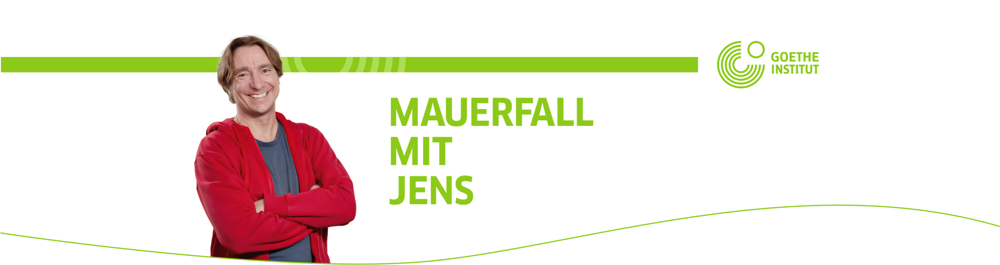 GOETHE
INSTITUT
MAUERFALL
MIT
JENS